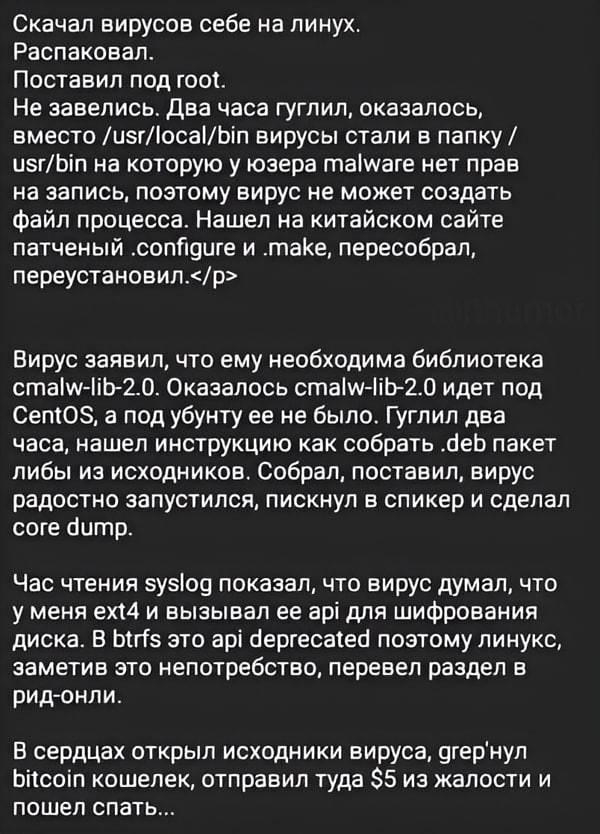 Скачал вирусов себе на линух.
Распаковал.
Поставил под root.
Не завелись. Два часа гуглил, оказалось,
вместо /usr/local/bin вирусы стали в папку /
usr/bin на которую у юзера malware нет прав
на запись, поэтому вирус не может создать
файл процесса. Нашел на китайском сайте
патченый .configure и .make, пересобрал,
переустановил.</p>
Вирус заявил, что ему необходима библиотека
cmalw-lib-2.0. Оказалось cmalw-lib-2.0 идет под
CentOS, а под убунту ее не было. Гуглил два
часа, нашел инструкцию как собрать .deb пакет
либы из исходников. Собрал, поставил, вирус
радостно запустился, пискнул в спикер и сделал
core dump.
Час чтения syslog показал, что вирус думал, что
у меня ext4 и вызывал ее api для шифрования
диска. В btrfs это api deprecated поэтому линукс,
заметив это непотребство, перевел раздел в
рид-онли.
В сердцах открыл исходники вируса, grep'нул
bitcoin кошелек, отправил туда $5 из жалости и
пошел спать...